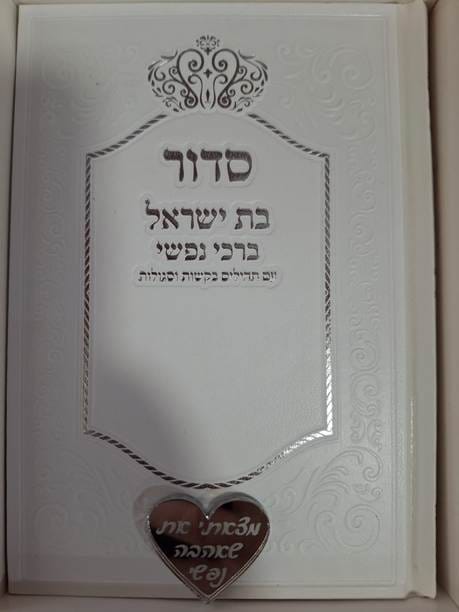 סדור
בת ישראל
ברכי נפשי
עם תהילים בקשות וסגולות
מצאתי את
שאהבה
נפשי